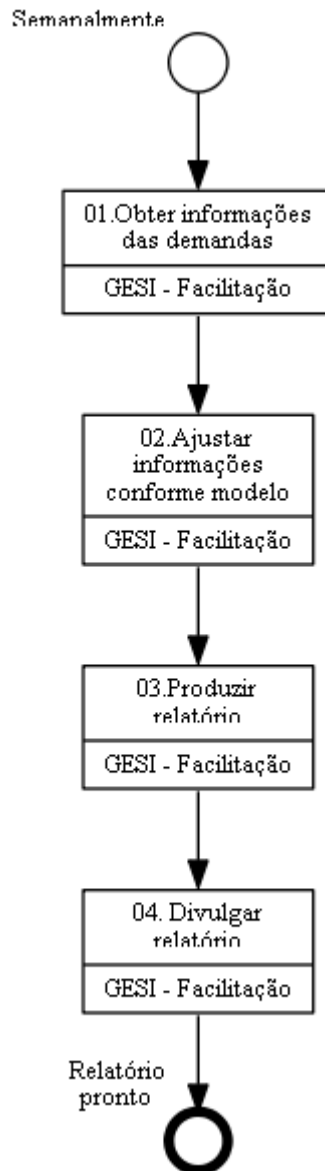 Semanalmente
01.Obter informações
das demandas
GESI - Facilitação
02.Ajustar
informações
conforme modelo
GESI - Facilitação
03.Produzir
relatório
GESI - Facilitação
04. Divulgar
relatório
GESI - Facilitação
Relatório
pronto